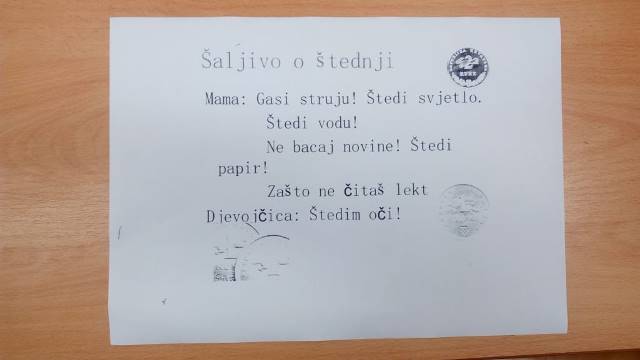 Šaljivo o štednji
Mama: Gasi struju! Štedi svjetlo.
Štedi vodu!
Ne bacaj novine! Štedi
papir!
Zašto ne čitaš lekt
Djevojčica: Štedim oči!